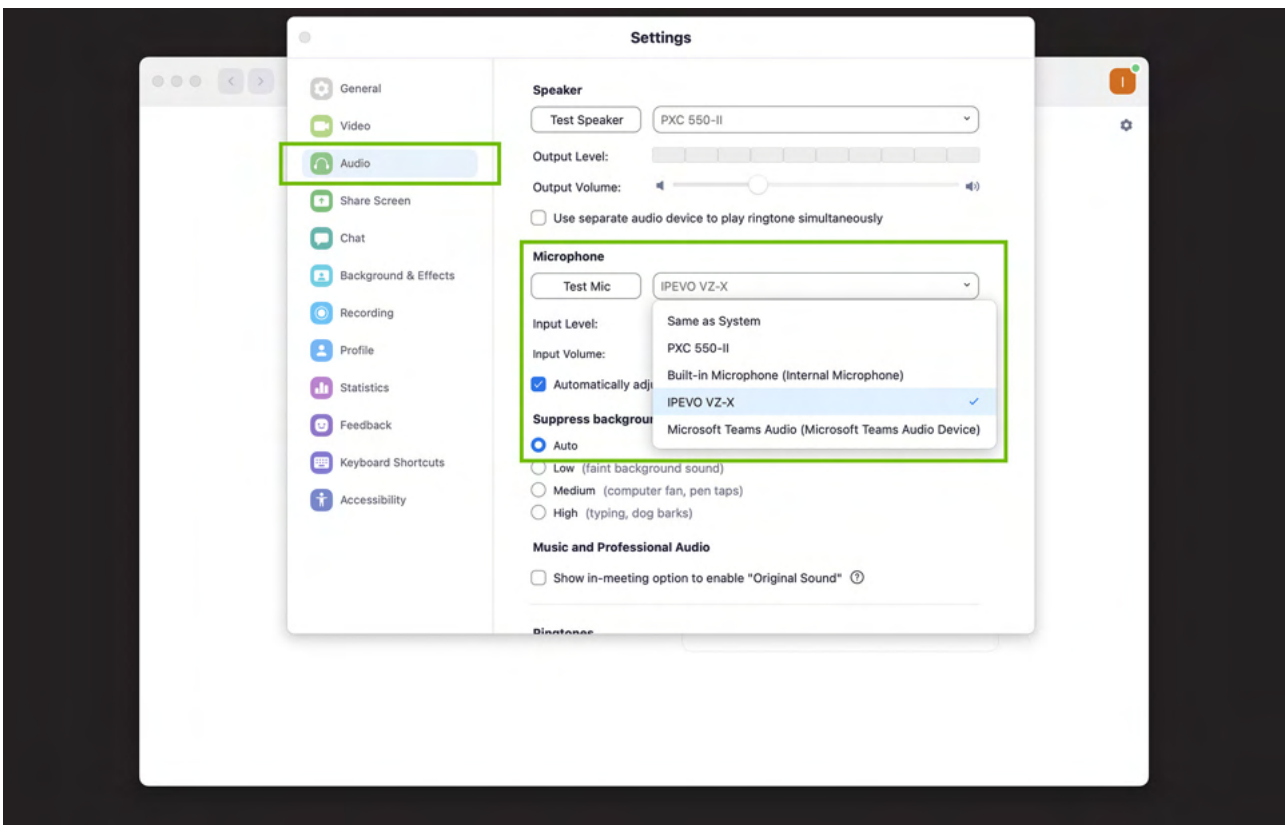 Settings
I
General
Video
Audio
Share Screen
Chat
Background & Effects
Recording
Profile
Statistics
Feedback
Keyboard Shortcuts
Accessibility
Speaker
Test Speaker PXC 550-II
Output Level:
Output Volume:
Use separate audio device to play ringtone simultaneously
Microphone
Test Mic IPEVO VZ-X
Input Level:
Input Volume:
Automatically
Same as System
PXC 550-II
Built-in Microphone (Internal Microphone)
IPEVO VZ-X
Microsoft Teams Audio (Microsoft Teams Audio Device)
Suppress
Auto
Low (faint background sound)
Medium (computer fan, pen taps)
High (typing, dog barks)
Music and Professional Audio
Show in-meeting option to enable "Original Sound" ?
Ringtones